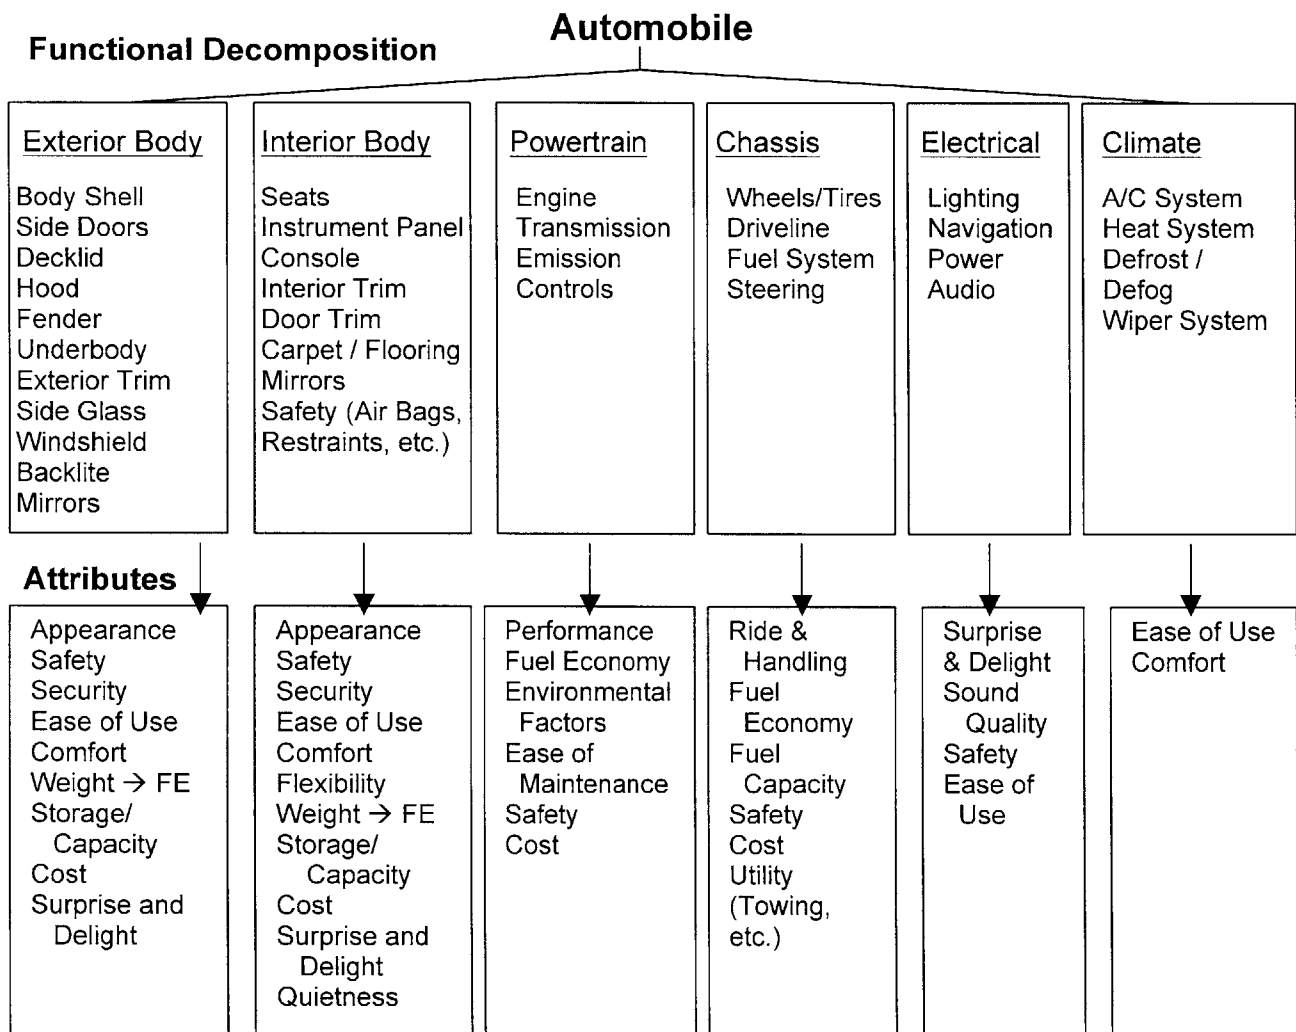 Automobile
Functional Decomposition
Exterior Body
Body Shell
Side Doors
Decklid
Hood
Fender
Underbody
Exterior Trim
Side Glass
Windshield
Backlite
Mirrors
Interior Body
Seats
Instrument Panel
Console
Interior Trim
Door Trim
Carpet / Flooring
Mirrors
Safety (Air Bags,
Restraints, etc.)
Powertrain
Engine
Transmission
Emission
Controls
Chassis
Wheels/Tires
Driveline
Fuel System
Steering
Electrical
Lighting
Navigation
Power
Audio
Climate
A/C System
Heat System
Defrost /
Defog
Wiper System
Attributes
Appearance
Safety
Security
Ease of Use
Comfort
Weight → FE
Storage/
Capacity
Cost
Surprise and
Delight
Appearance
Safety
Security
Ease of Use
Comfort
Flexibility
Weight → FE
Storage/
Capacity
Cost
Surprise and
Delight
Quietness
Performance
Fuel Economy
Environmental
Factors
Ease of
Maintenance
Safety
Cost
Ride &
Handling
Fuel
Economy
Fuel
Capacity
Safety
Cost
Utility
(Towing,
etc.)
Surprise
& Delight
Sound
Quality
Safety
Ease of
Use
Ease of Use
Comfort